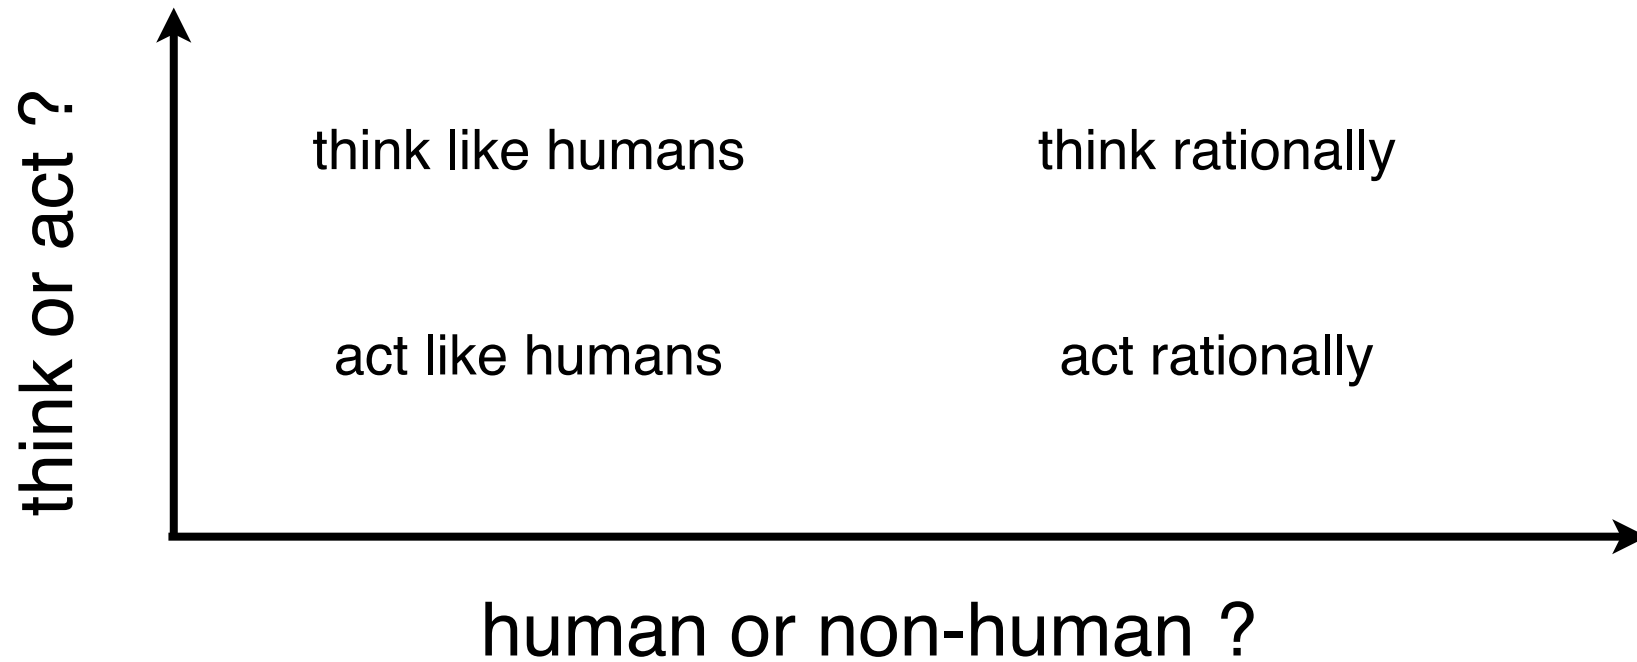 think or act ?
think like humans
think rationally
act like humans
act rationally
human or non-human ?